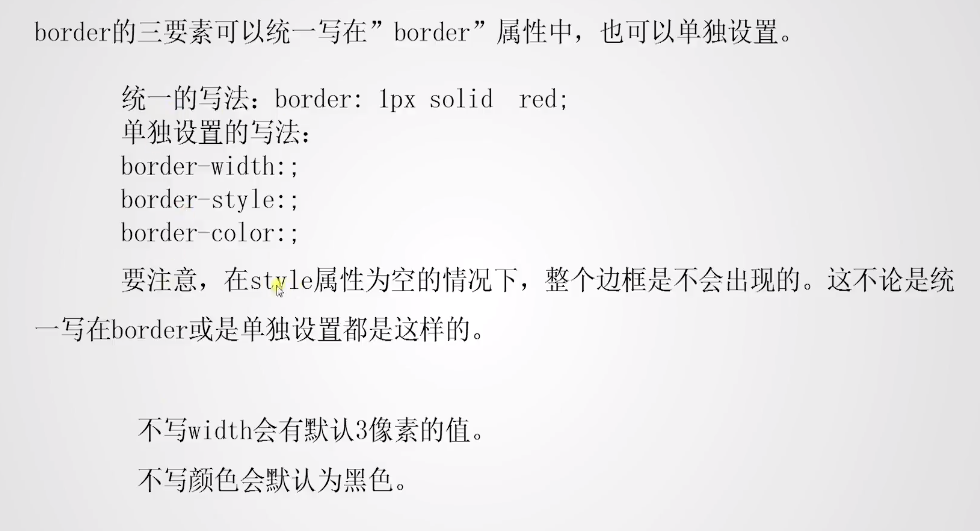 border的三要素可以统一写在”border”属性中，也可以单独设置。
统一的写法：border: 1px solid  red;
单独设置的写法：
border-width:;
border-style:;
border-color:;
要注意，在style属性为空的情况下，整个边框是不会出现的。这不论是统
一写在border或是单独设置都是这样的。
不写width会有默认3像素的值。
不写颜色会默认为黑色。